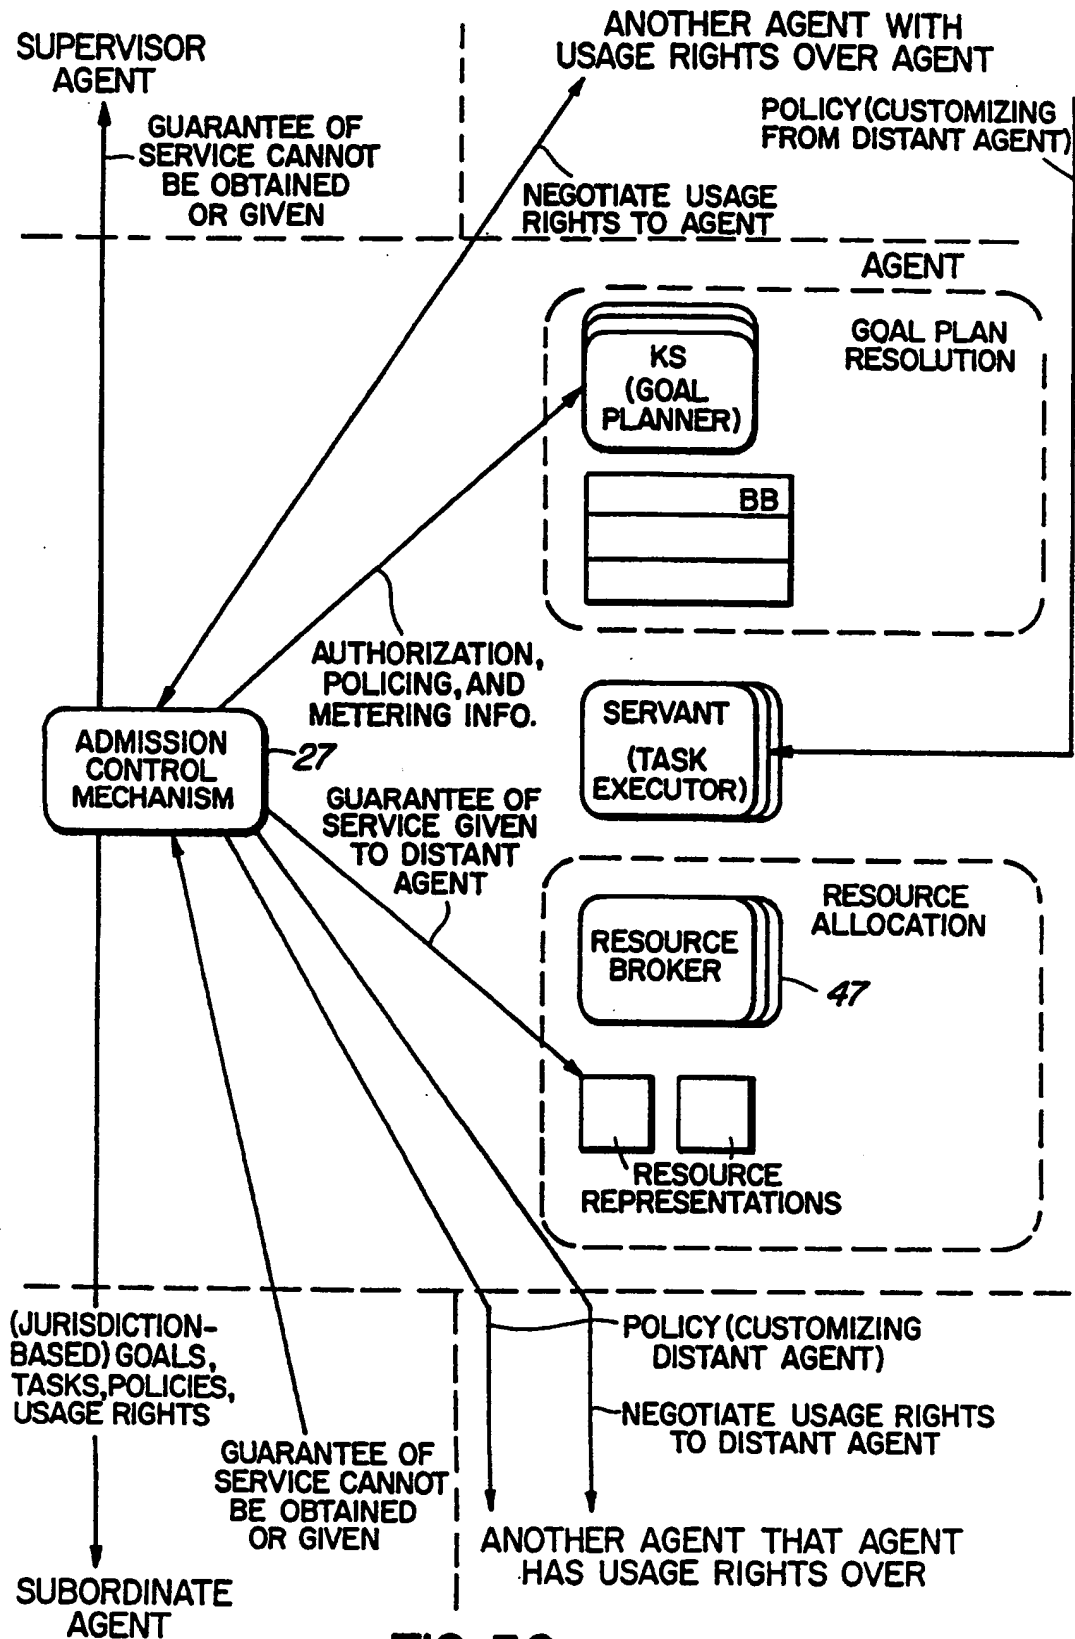 SUPERVISOR
AGENT
GUARANTEE OF
SERVICE CANNOT
BE OBTAINED
OR GIVEN
ANOTHER AGENT WITH
USAGE RIGHTS OVER AGENT
POLICY (CUSTOMIZING
FROM DISTANT AGENT)
NEGOTIATE USAGE
RIGHTS TO AGENT
AGENT
GOAL PLAN
RESOLUTION
KS
(GOAL
PLANNER)
BB
AUTHORIZATION,
POLICING, AND
METERING INFO.
ADMISSION
CONTROL
MECHANISM
27
SERVANT
(TASK
EXECUTOR)
GUARANTEE OF
SERVICE GIVEN
TO DISTANT
AGENT
RESOURCE
ALLOCATION
RESOURCE
BROKER
47
RESOURCE
REPRESENTATIONS
(JURISDICTION-
BASED) GOALS,
TASKS, POLICIES,
USAGE RIGHTS
POLICY (CUSTOMIZING
DISTANT AGENT)
NEGOTIATE USAGE RIGHTS
TO DISTANT AGENT
GUARANTEE OF
SERVICE CANNOT
BE OBTAINED
OR GIVEN
ANOTHER AGENT THAT AGENT
HAS USAGE RIGHTS OVER
SUBORDINATE
AGENT